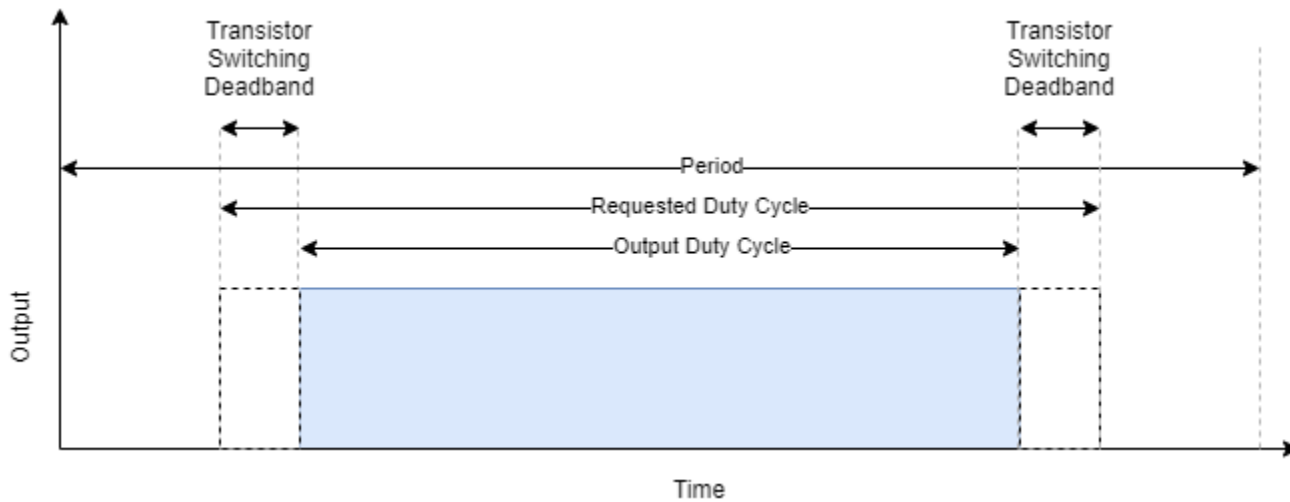 Transistor
Switching
Deadband
Transistor
Switching
Deadband
Period
Requested Duty Cycle
Output Duty Cycle
Output
Time